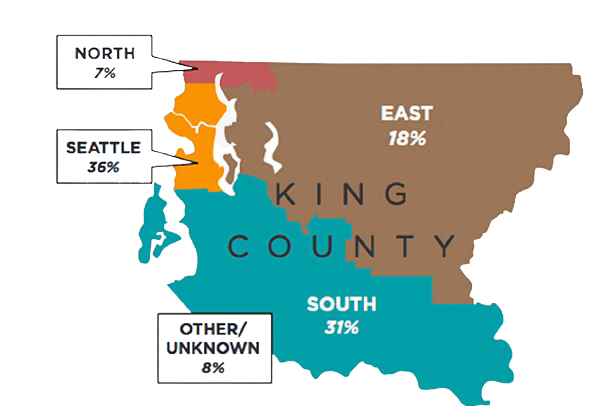 NORTH
7%
SEATTLE
36%
EAST
18%
KING
COUNTY
SOUTH
31%
OTHER/
UNKNOWN
8%